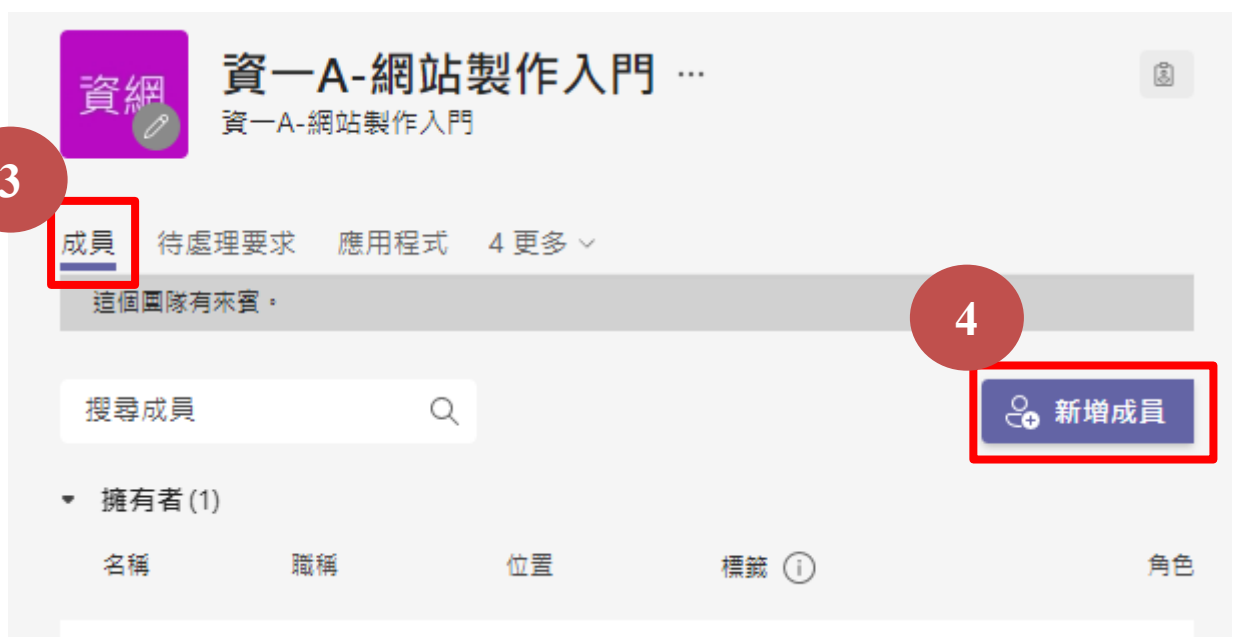 資網
資一A-網站製作入門 ...
資一A-網站製作入門
3
成員 待處理要求 應用程式 4 更多
這個團隊有來賓。
4
搜尋成員
新增成員
擁有者(1)
名稱 職稱 位置 標籤 角色